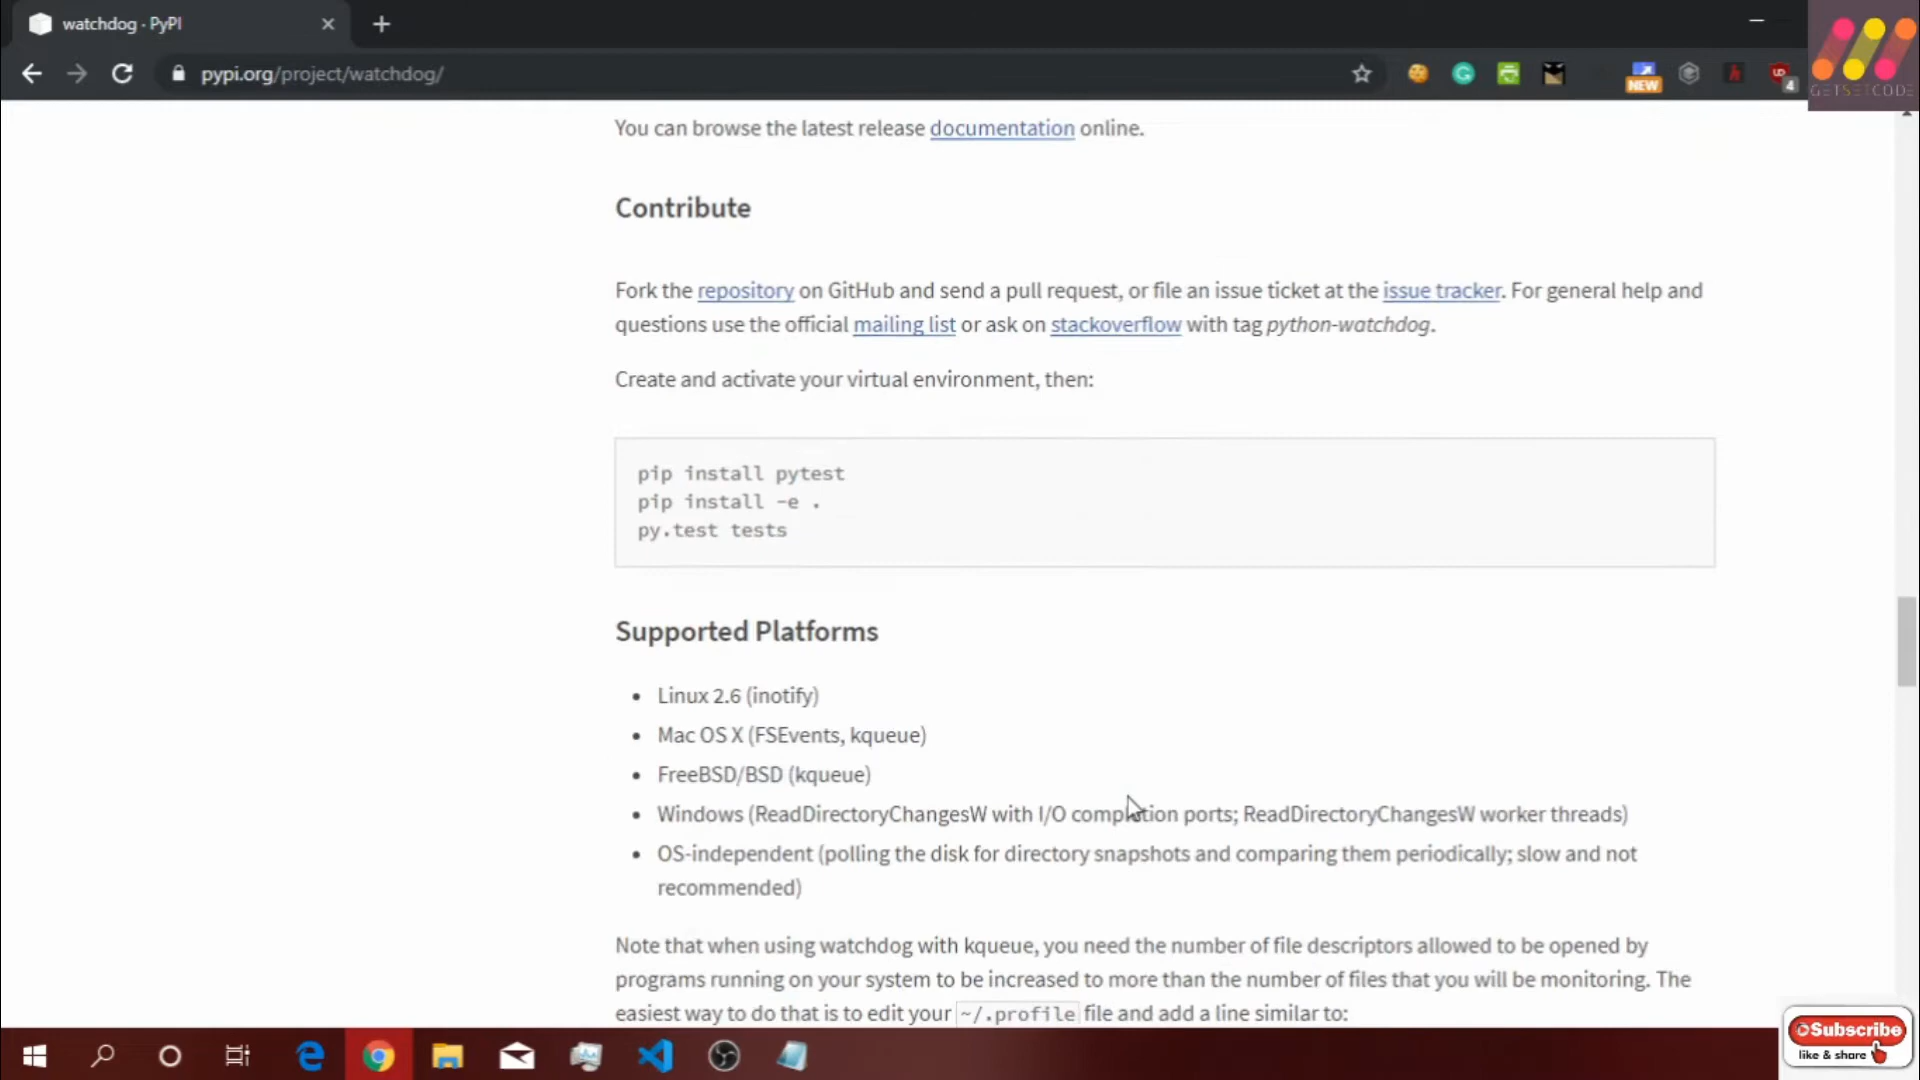 watchdog · PyPI
pypi.org/project/watchdog/
NEW
4
GETSETCODE
You can browse the latest release documentation online.
Contribute
Fork the repository on GitHub and send a pull request, or file an issue ticket at the issue tracker. For general help and
questions use the official mailing list or ask on stackoverflow with tag python-watchdog.
Create and activate your virtual environment, then:
pip install pytest
pip install -e .
py.test tests
Supported Platforms
• Linux 2.6 (inotify)
• Mac OS X (FSEvents, kqueue)
• FreeBSD/BSD (kqueue)
• Windows (ReadDirectoryChangesW with I/O completion ports; ReadDirectoryChangesW worker threads)
• OS-independent (polling the disk for directory snapshots and comparing them periodically; slow and not
recommended)
Note that when using watchdog with kqueue, you need the number of file descriptors allowed to be opened by
programs running on your system to be increased to more than the number of files that you will be monitoring. The
easiest way to do that is to edit your ~/.profile file and add a line similar to:
Subscribe
like & share